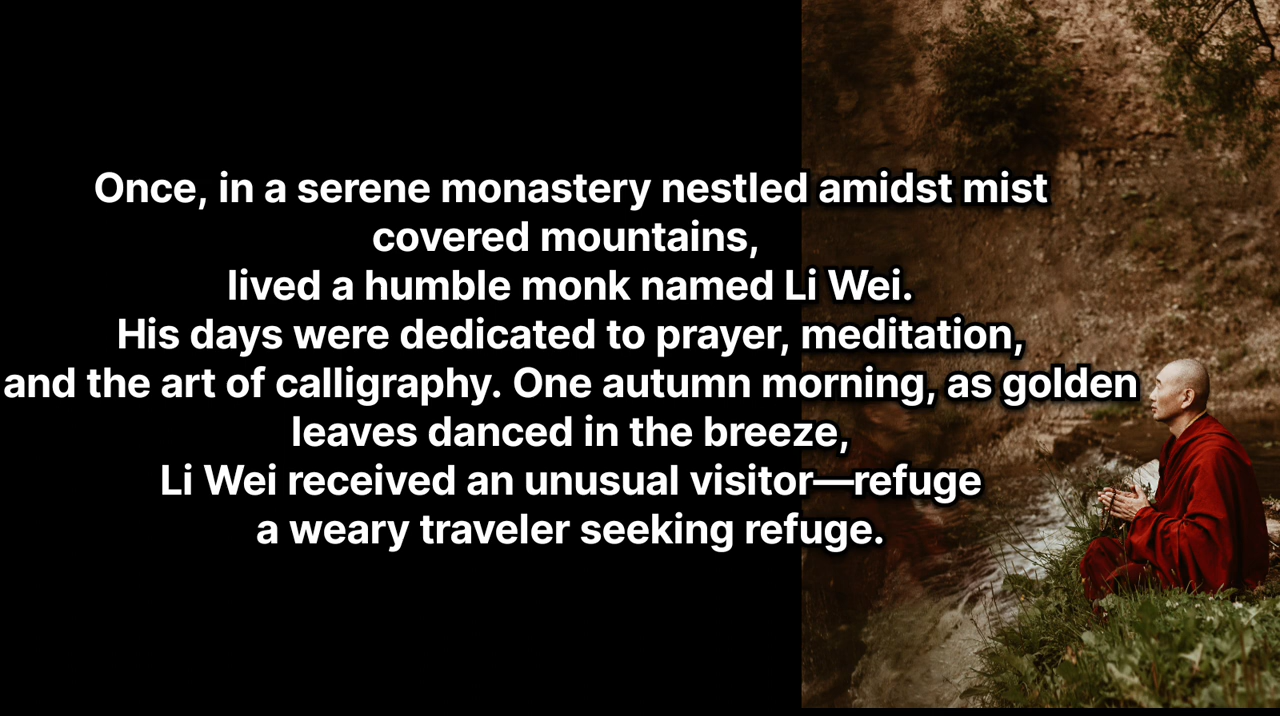 Once, in a serene monastery nestled amidst mist
covered mountains,
lived a humble monk named Li Wei.
His days were dedicated to prayer, meditation,
and the art of calligraphy. One autumn morning, as golden
leaves danced in the breeze,
Li Wei received an unusual visitor—refuge
a weary traveler seeking refuge.